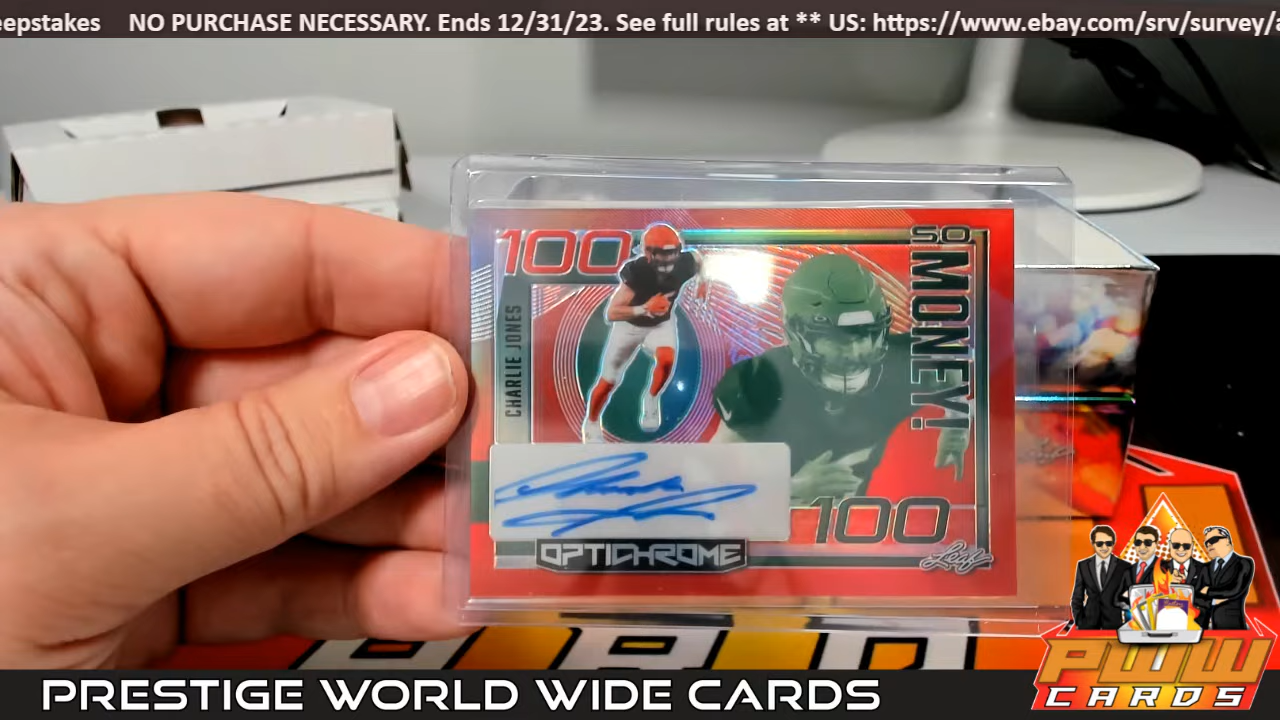 eepstakes NO PURCHASE NECESSARY. Ends 12/31/23. See full rules at ** US: https://www.ebay.com/srv/survey/a
100
SO
MONEY!
CHARLIE JONES
100
OPTICHROME
Leaf
PWW
CARDS
PRESTIGE WORLD WIDE CARDS